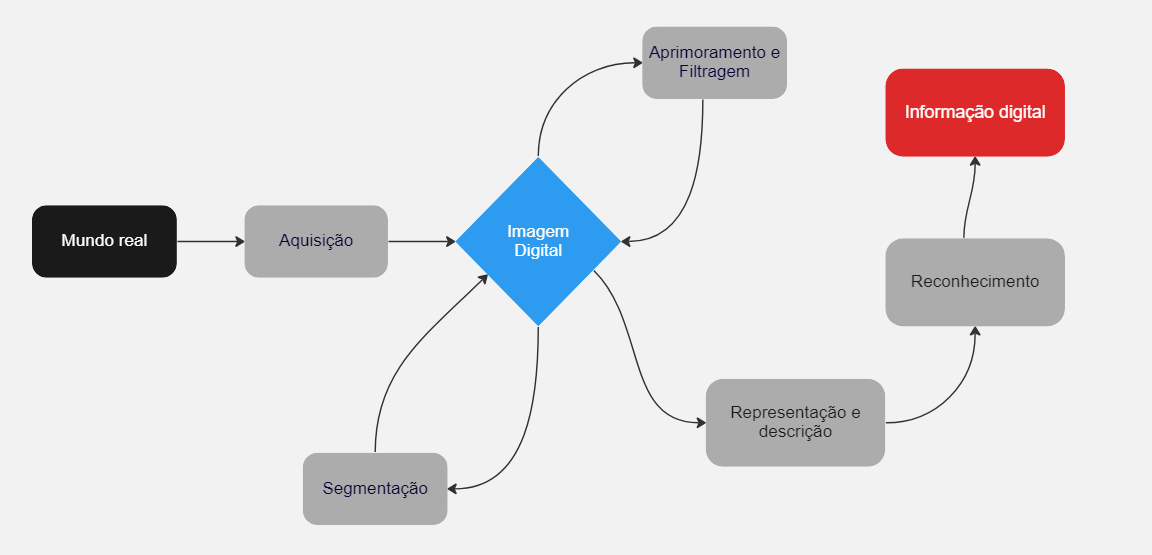 Aprimoramento e
Filtragem
Informação digital
Mundo real
Aquisição
Imagem
Digital
Reconhecimento
Representação e
descrição
Segmentação